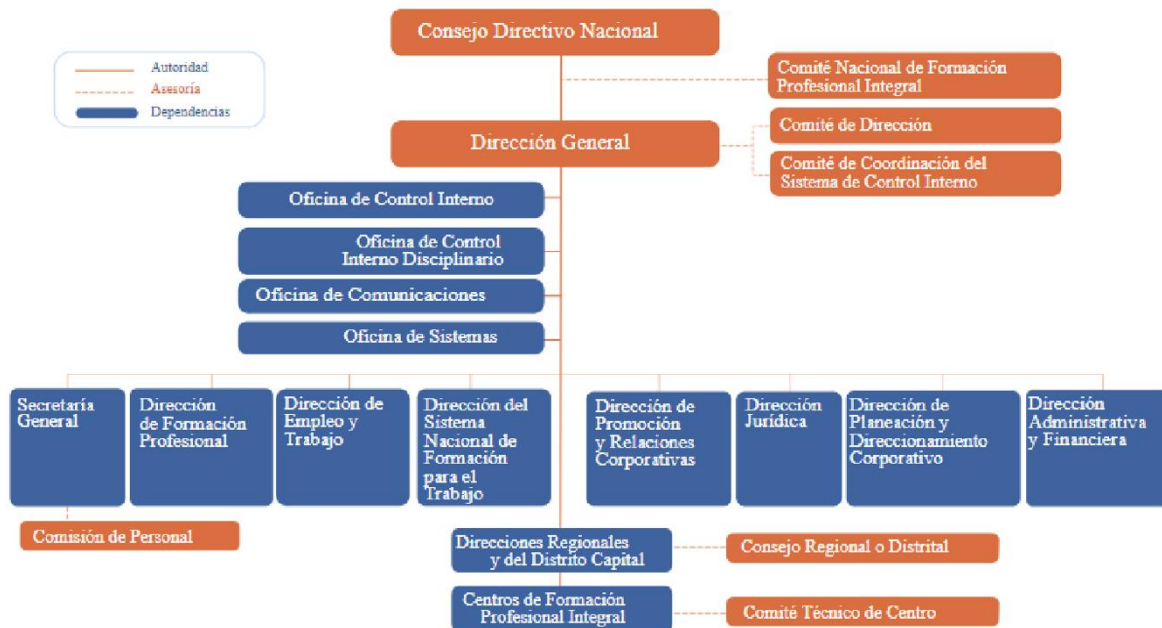 Consejo Directivo Nacional
Autoridad
Asesoría
Dependencias
Comité Nacional de Formación
Profesional Integral
Dirección General
Comité de Dirección
Comité de Coordinación del
Sistema de Control Interno
Oficina de Control Interno
Oficina de Control
Interno Disciplinario
Oficina de Comunicaciones
Oficina de Sistemas
Secretaría
General
Dirección
de Formación
Profesional
Dirección de
Empleo y
Trabajo
Dirección del
Sistema
Nacional de
Formación
para el
Trabajo
Dirección de
Promoción
y Relaciones
Corporativas
Dirección
Jurídica
Dirección de
Planeación y
Direccionamiento
Corporativo
Dirección
Administrativa
y Financiera
Comisión de Personal
Direcciones Regionales
y del Distrito Capital
Consejo Regional o Distrital
Centros de Formación
Profesional Integral
Comité Técnico de Centro